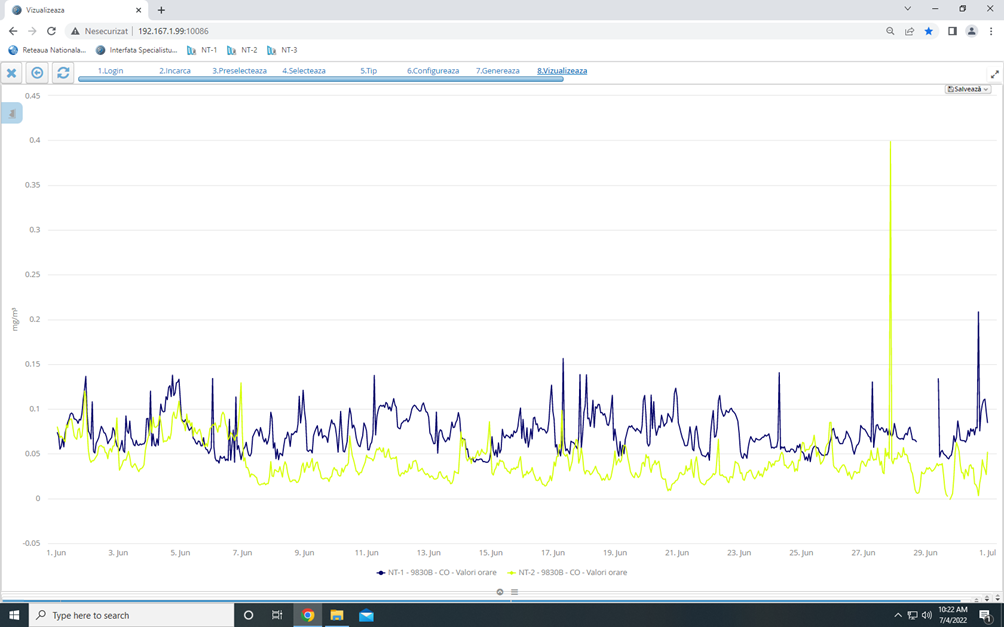 Vizualizeaza
Nesecurizat | 192.167.1.99:10086
Reteaua Nationala... Interfata Specialistu... NT-1 NT-2 NT-3
1.Login 2.Incarca 3.Preselecteaza 4.Selecteaza 5.Tip 6.Configureaza 7.Genereaza 8.Vizualizeaza
Salvează
0.45
0.4
0.35
0.3
0.25
0.2
mg/m³
0.15
0.1
0.05
0
-0.05
1. Jun 3. Jun 5. Jun 7. Jun 9. Jun 11. Jun 13. Jun 15. Jun 17. Jun 19. Jun 21. Jun 23. Jun 25. Jun 27. Jun 29. Jun 1. Jul
NT-1 - 9830B - CO - Valori orare NT-2 - 9830B - CO - Valori orare
Type here to search
10:22 AM
7/4/2022
1